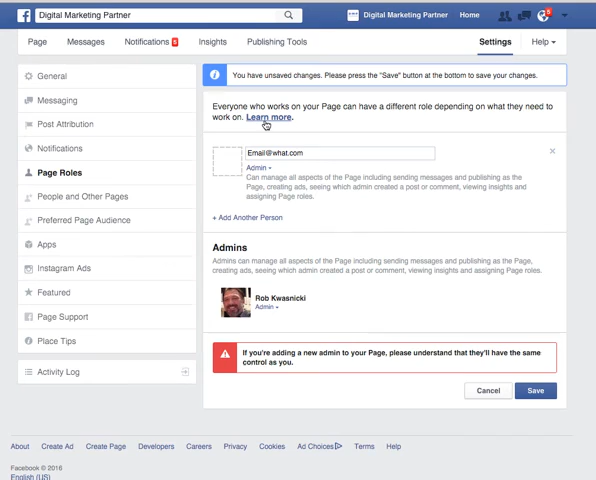 Digital Marketing Partner
Digital Marketing Partner
Home
5
Page
Messages
Notifications 5
Insights
Publishing Tools
Settings
Help
General
Messaging
Post Attribution
Notifications
Page Roles
People and Other Pages
Preferred Page Audience
Apps
Instagram Ads
Featured
Page Support
Place Tips
Activity Log
You have unsaved changes. Please press the "Save" button at the bottom to save your changes.
Everyone who works on your Page can have a different role depending on what they need to
work on. Learn more.
Email@what.com
Admin
Can manage all aspects of the Page including sending messages and publishing as the
Page, creating ads, seeing which admin created a post or comment, viewing insights and
assigning Page roles.
+ Add Another Person
Admins
Admins can manage all aspects of the Page including sending messages and publishing as the Page,
creating ads, seeing which admin created a post or comment, viewing insights and assigning Page roles.
Rob Kwasnicki
Admin
If you're adding a new admin to your Page, please understand that they'll have the same
control as you.
Cancel
Save
About Create Ad Create Page Developers Careers Privacy Cookies Ad Choices Terms Help
Facebook © 2016
English (US)